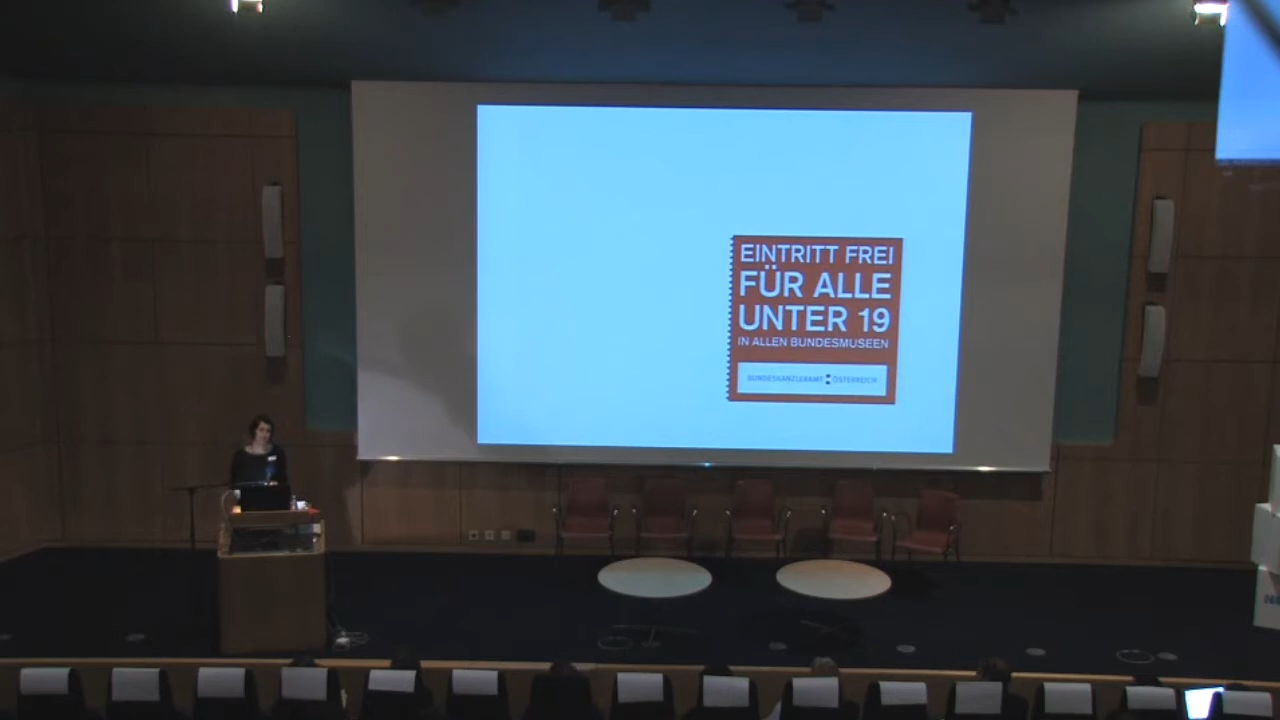 EINTRITT FREI
FÜR ALLE
UNTER 19
IN ALLEN BUNDESMUSEEN
BUNDESKANZLERAMT ÖSTERREICH